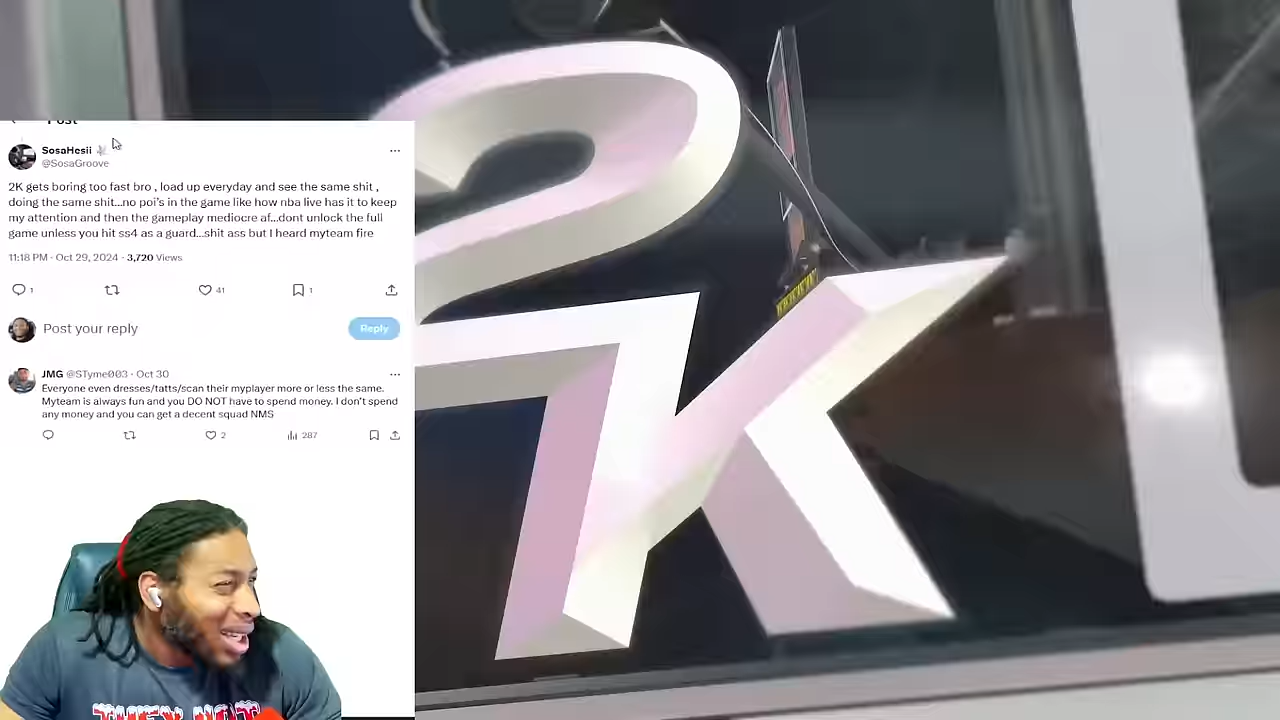 Post
SosaHesii
@SosaGroove
2K gets boring too fast bro , load up everyday and see the same shit ,
doing the same shit...no poi's in the game like how nba live has it to keep
my attention and then the gameplay mediocre af...dont unlock the full
game unless you hit ss4 as a guard...shit ass but I heard myteam fire
11:18 PM · Oct 29, 2024 · 3,720 Views
1
41
1
Post your reply
Reply
JMG @STyme003 · Oct 30
Everyone even dresses/tatts/scan their myplayer more or less the same.
Myteam is always fun and you DO NOT have to spend money. I don't spend
any money and you can get a decent squad NMS
2
287
2K
THEY NOT